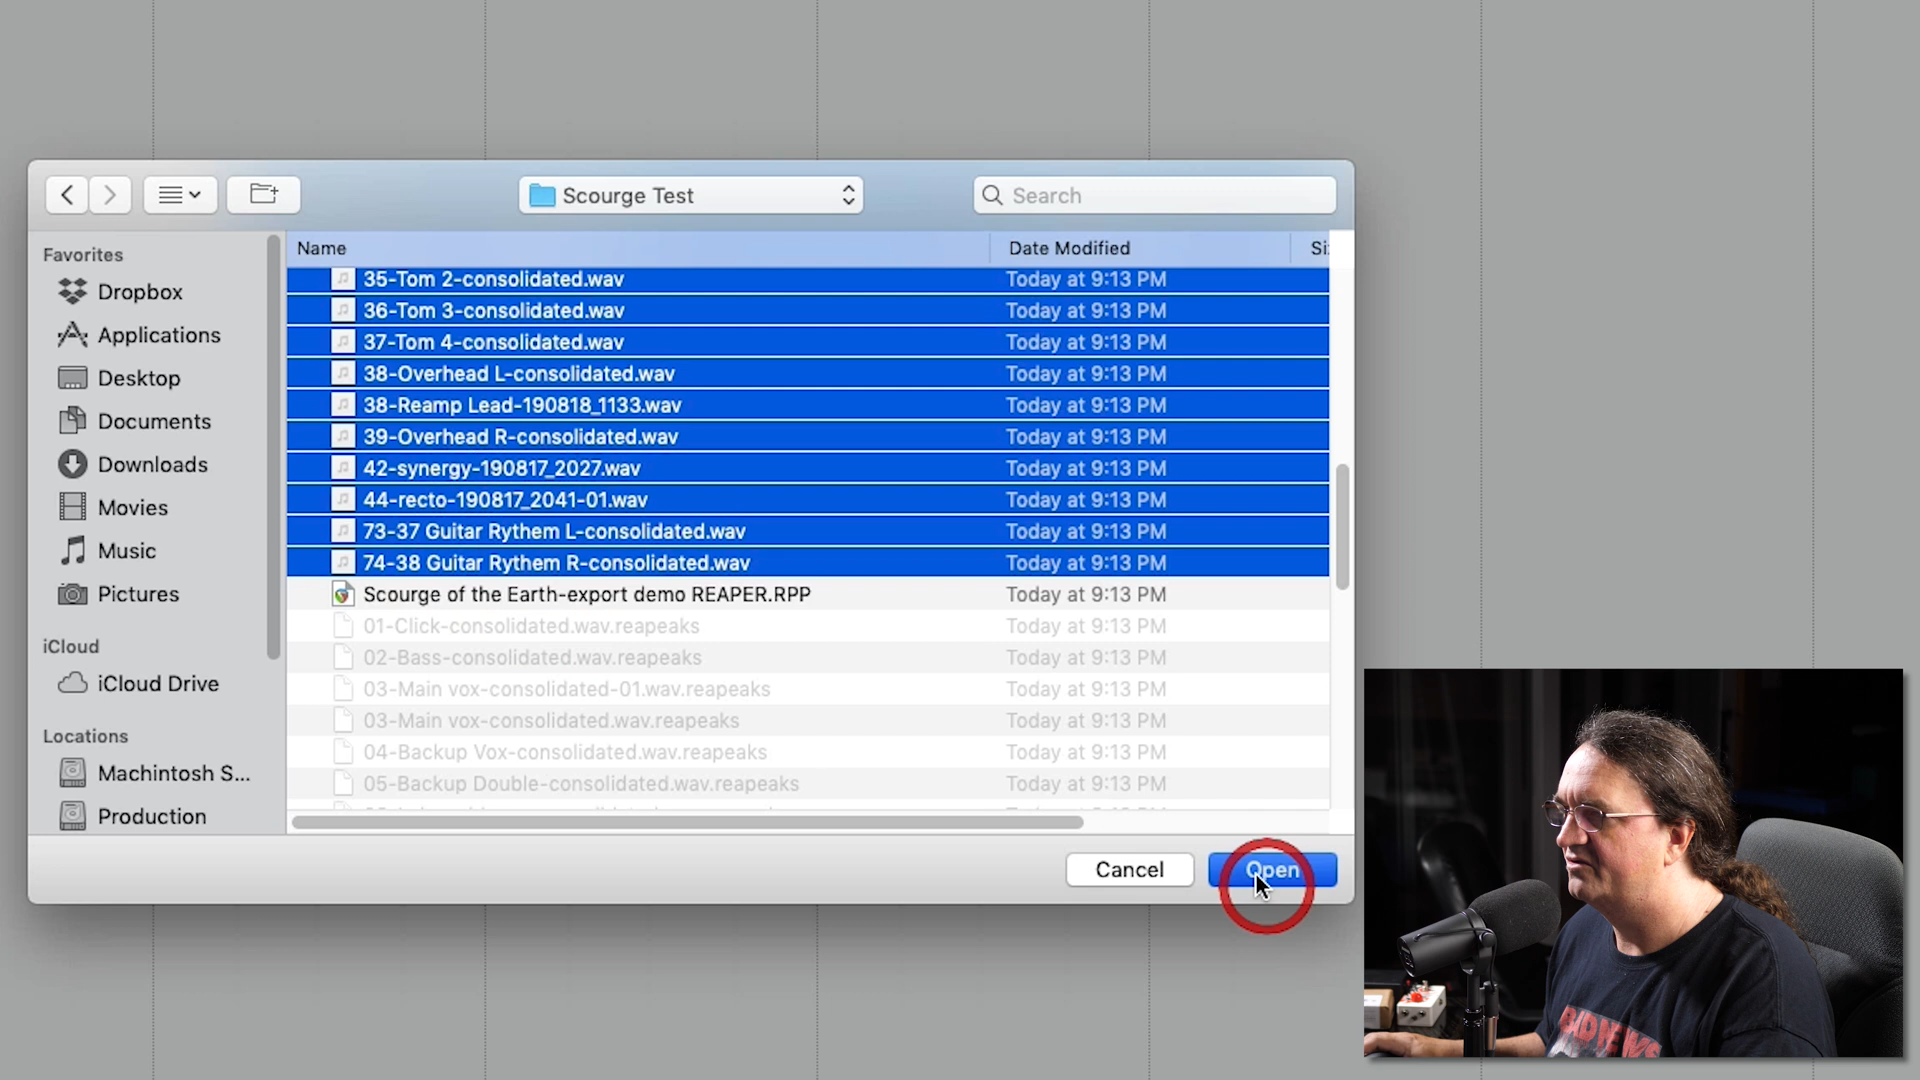 Scourge Test
Search
Favorites
Dropbox
Applications
Desktop
Documents
Downloads
Movies
Music
Pictures
iCloud
iCloud Drive
Locations
Machintosh S...
Production
Name Date Modified Si
35-Tom 2-consolidated.wav Today at 9:13 PM
36-Tom 3-consolidated.wav Today at 9:13 PM
37-Tom 4-consolidated.wav Today at 9:13 PM
38-Overhead L-consolidated.wav Today at 9:13 PM
38-Reamp Lead-190818_1133.wav Today at 9:13 PM
39-Overhead R-consolidated.wav Today at 9:13 PM
42-synergy-190817_2027.wav Today at 9:13 PM
44-recto-190817_2041-01.wav Today at 9:13 PM
73-37 Guitar Rythem L-consolidated.wav Today at 9:13 PM
74-38 Guitar Rythem R-consolidated.wav Today at 9:13 PM
Scourge of the Earth-export demo REAPER.RPP Today at 9:13 PM
01-Click-consolidated.wav.reapeaks Today at 9:13 PM
02-Bass-consolidated.wav.reapeaks Today at 9:13 PM
03-Main vox-consolidated-01.wav.reapeaks Today at 9:13 PM
03-Main vox-consolidated.wav.reapeaks Today at 9:13 PM
04-Backup Vox-consolidated.wav.reapeaks Today at 9:13 PM
05-Backup Double-consolidated.wav.reapeaks Today at 9:13 PM
Cancel Open